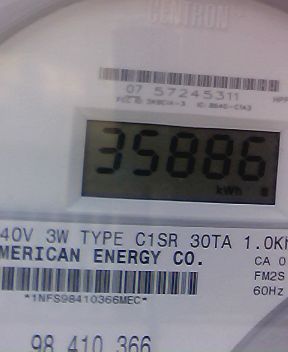 CENTRON
07 57245311
35886
kWh
40V 3W TYPE C1SR 30TA 1.0Kh
MERICAN ENERGY CO.
CA 0
FM2S
60Hz
*1NFS98410366MEC*
98 410 366